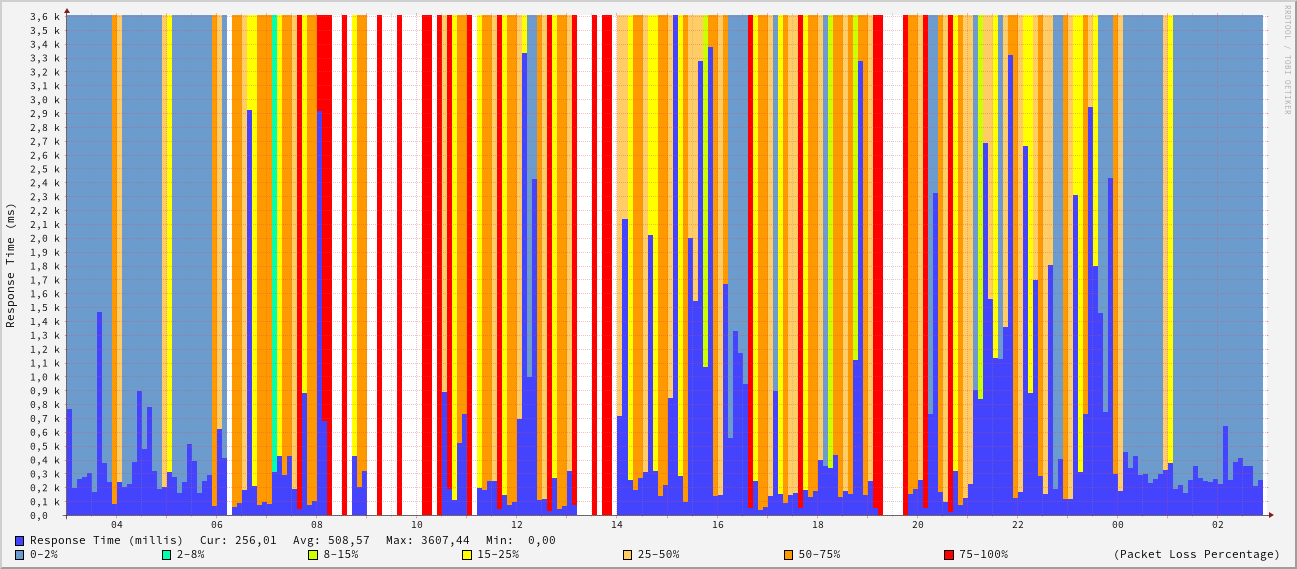 RRDTOOL / TOBI OETIKER
Response Time (ms)
3,6 k
3,5 k
3,4 k
3,3 k
3,2 k
3,1 k
3,0 k
2,9 k
2,8 k
2,7 k
2,6 k
2,5 k
2,4 k
2,3 k
2,2 k
2,1 k
2,0 k
1,9 k
1,8 k
1,7 k
1,6 k
1,5 k
1,4 k
1,3 k
1,2 k
1,1 k
1,0 k
0,9 k
0,8 k
0,7 k
0,6 k
0,5 k
0,4 k
0,3 k
0,2 k
0,1 k
0,0
04 06 08 10 12 14 16 18 20 22 00 02
Response Time (millis) Cur: 256,01 Avg: 508,57 Max: 3607,44 Min: 0,00
0-2% 2-8% 8-15% 15-25% 25-50% 50-75% 75-100% (Packet Loss Percentage)